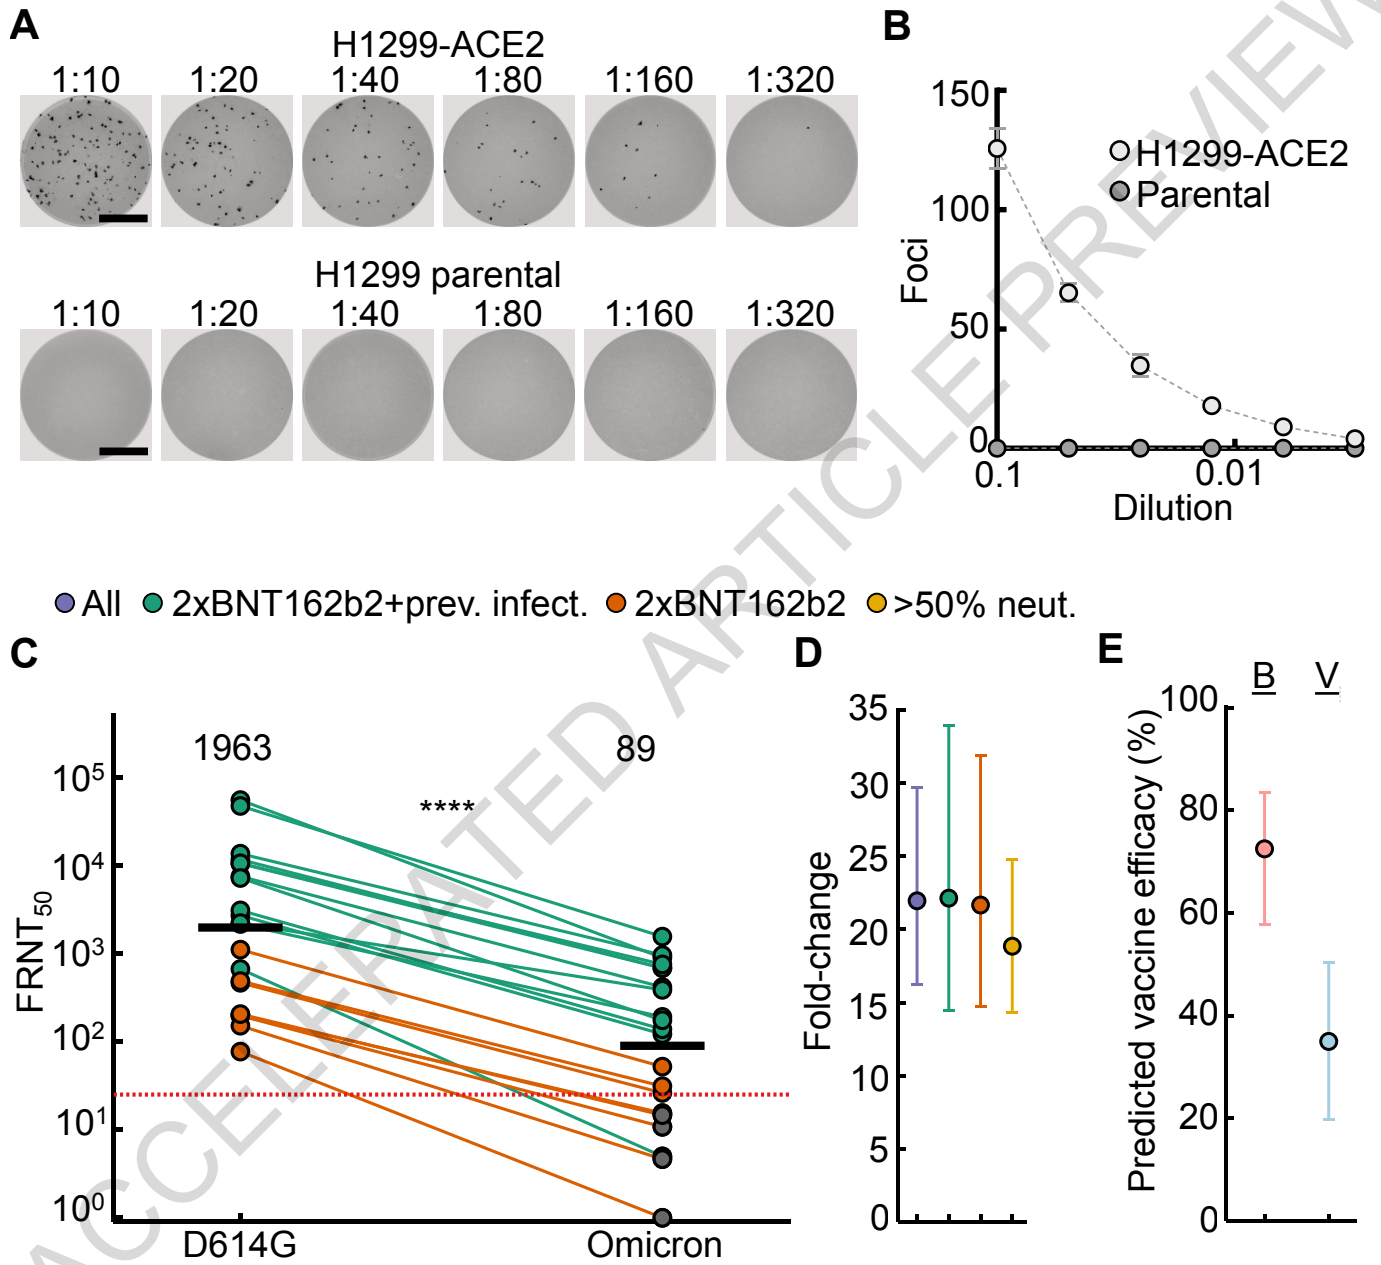 A
H1299-ACE2
1:10 1:20 1:40 1:80 1:160 1:320
H1299 parental
1:10 1:20 1:40 1:80 1:160 1:320
B
150
100
50
0
Foci
H1299-ACE2
Parental
0.1 0.01
Dilution
All 2xBNT162b2+prev. infect. 2xBNT162b2 >50% neut.
C
1963 89
****
10⁵
10⁴
10³
10²
10¹
10⁰
FRNT₅₀
D614G Omicron
D
35
30
25
20
15
10
5
0
Fold-change
E
B V
100
80
60
40
20
0
Predicted vaccine efficacy (%)
ACCELERATED ARTICLE PREVIEW